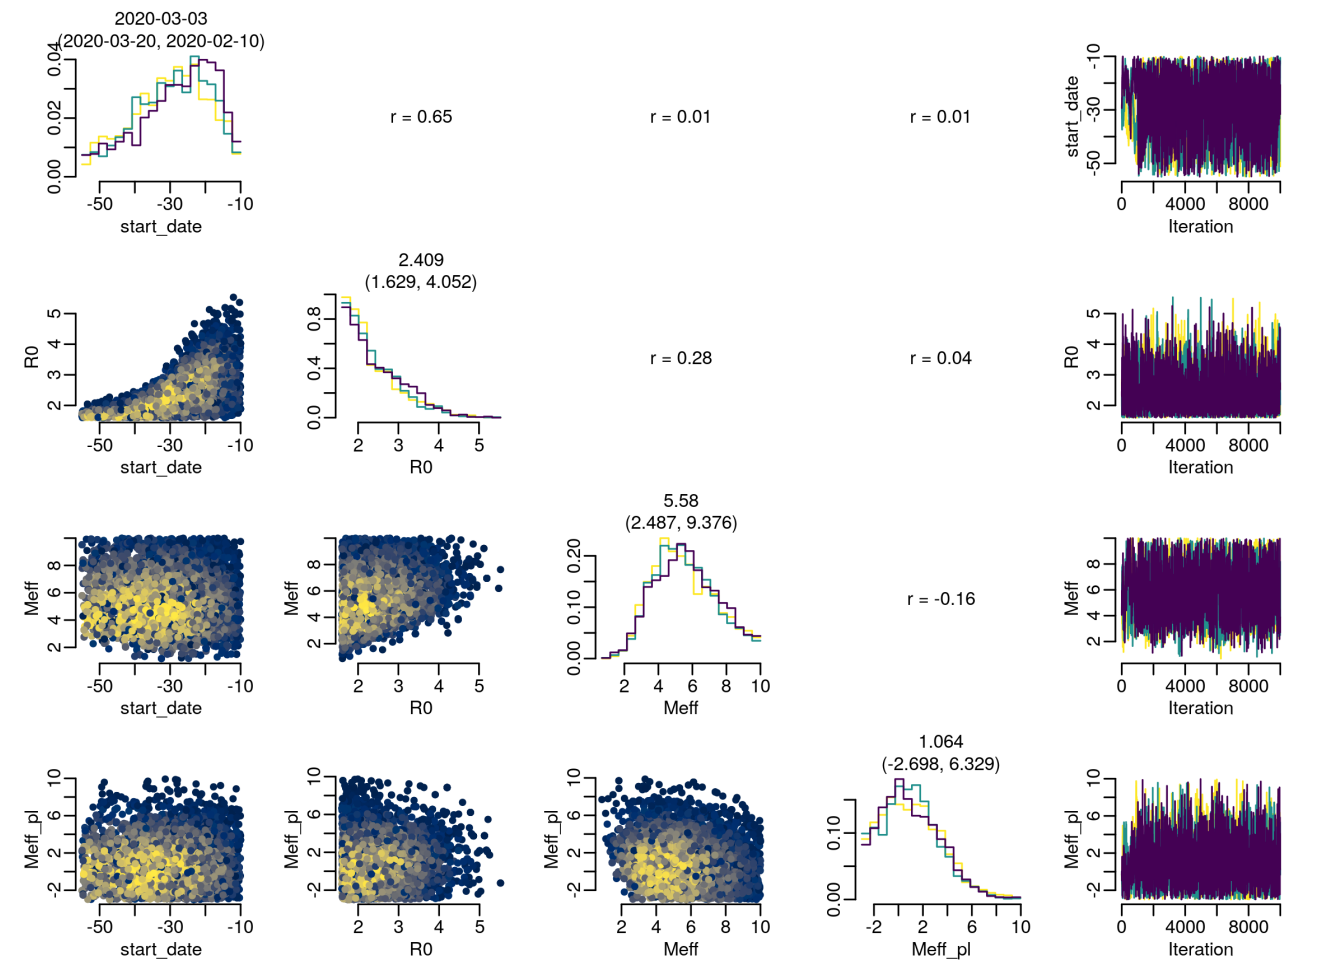 2020-03-03
(2020-03-20, 2020-02-10)
0.00 0.02 0.04
-50 -30 -10
start_date
r = 0.65
r = 0.01
r = 0.01
start_date
-50 -30 -10
0 4000 8000
Iteration
R0
2 3 4 5
-50 -30 -10
start_date
2.409
(1.629, 4.052)
0.0 0.4 0.8
2 3 4 5
R0
r = 0.28
r = 0.04
R0
2 3 4 5
0 4000 8000
Iteration
Meff
2 4 6 8
-50 -30 -10
start_date
Meff
2 4 6 8
2 3 4 5
R0
5.58
(2.487, 9.376)
0.00 0.10 0.20
2 4 6 8 10
Meff
r = -0.16
Meff
2 4 6 8
0 4000 8000
Iteration
Meff_pl
-2 2 6 10
-50 -30 -10
start_date
Meff_pl
-2 2 6 10
2 3 4 5
R0
Meff_pl
-2 2 6 10
2 4 6 8 10
Meff
1.064
(-2.698, 6.329)
0.00 0.10
-2 2 6 10
Meff_pl
Meff_pl
-2 2 6 10
0 4000 8000
Iteration